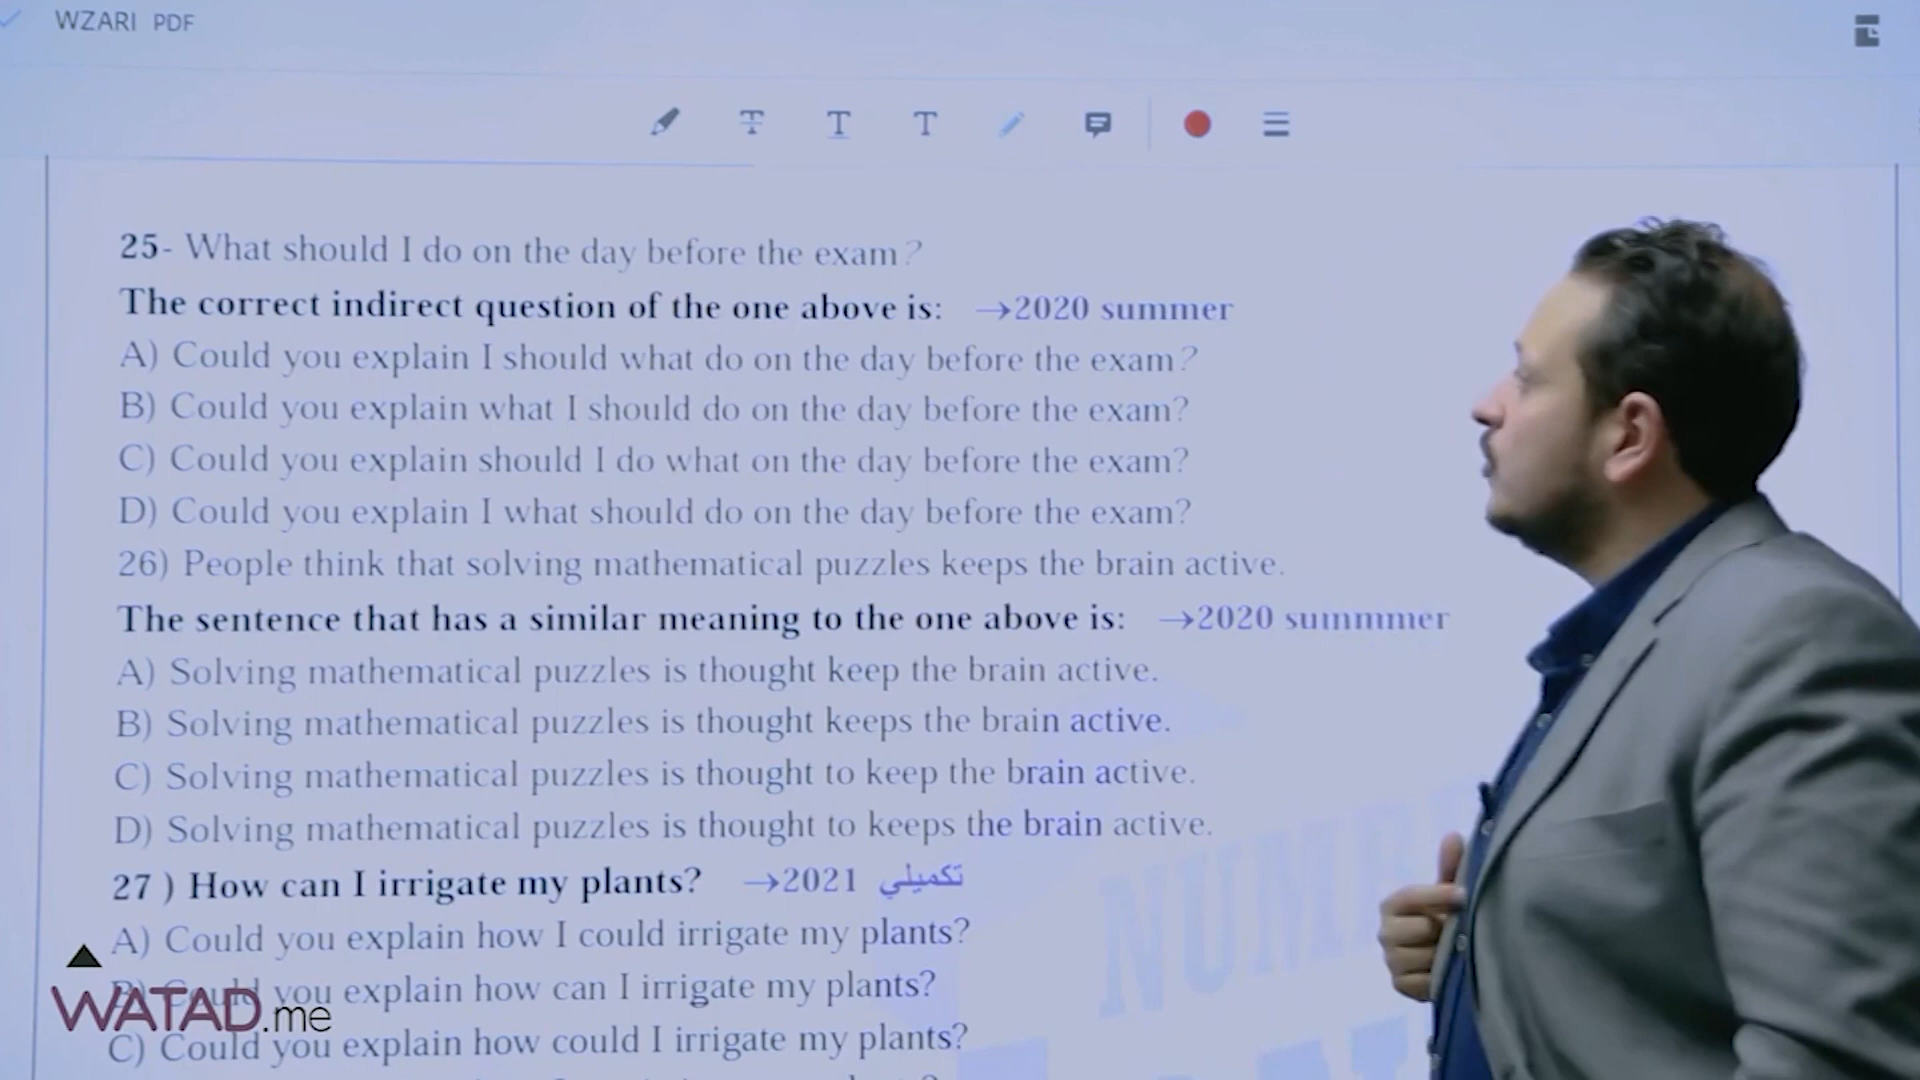 WZARI PDF
25- What should I do on the day before the exam?
The correct indirect question of the one above is: →2020 summer
A) Could you explain I should what do on the day before the exam?
B) Could you explain what I should do on the day before the exam?
C) Could you explain should I do what on the day before the exam?
D) Could you explain I what should do on the day before the exam?
26) People think that solving mathematical puzzles keeps the brain active.
The sentence that has a similar meaning to the one above is: →2020 summmer
A) Solving mathematical puzzles is thought keep the brain active.
B) Solving mathematical puzzles is thought keeps the brain active.
C) Solving mathematical puzzles is thought to keep the brain active.
D) Solving mathematical puzzles is thought to keeps the brain active.
27 ) How can I irrigate my plants? →2021 تكميلي
A) Could you explain how I could irrigate my plants?
B) Could you explain how can I irrigate my plants?
C) Could you explain how could I irrigate my plants?
WATAD.me